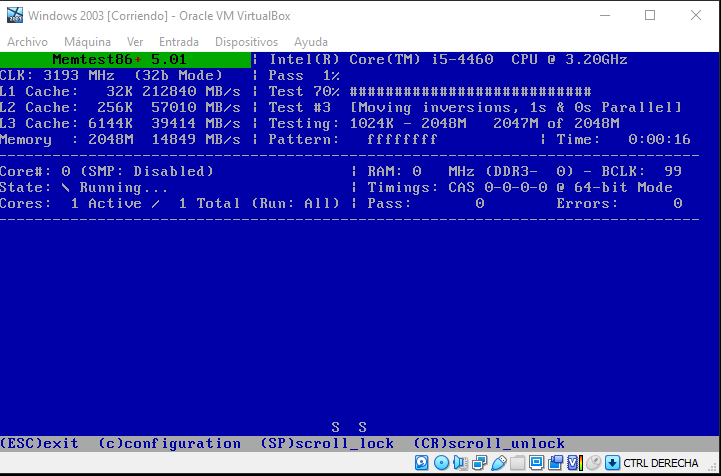 Windows 2003 [Corriendo] - Oracle VM VirtualBox
Archivo Máquina Ver Entrada Dispositivos Ayuda
Memtest86+ 5.01 | Intel(R) Core(TM) i5-4460 CPU @ 3.20GHz
CLK: 3193 MHz (32b Mode) | Pass 1%
L1 Cache: 32K 212840 MB/s | Test 70% ###########################
L2 Cache: 256K 57010 MB/s | Test #3 [Moving inversions, 1s & 0s Parallel]
L3 Cache: 6144K 39414 MB/s | Testing: 1024K - 2048M 2047M of 2048M
Memory : 2048M 14849 MB/s | Pattern: ffffffff | Time: 0:00:16
------------------------------------------------------------------------------
Core#: 0 (SMP: Disabled) | RAM: 0 MHz (DDR3- 0) - BCLK: 99
State: \ Running... | Timings: CAS 0-0-0-0 @ 64-bit Mode
Cores: 1 Active / 1 Total (Run: All) | Pass: 0 Errors: 0
------------------------------------------------------------------------------
S S
(ESC)exit (c)configuration (SP)scroll_lock (CR)scroll_unlock
CTRL DERECHA